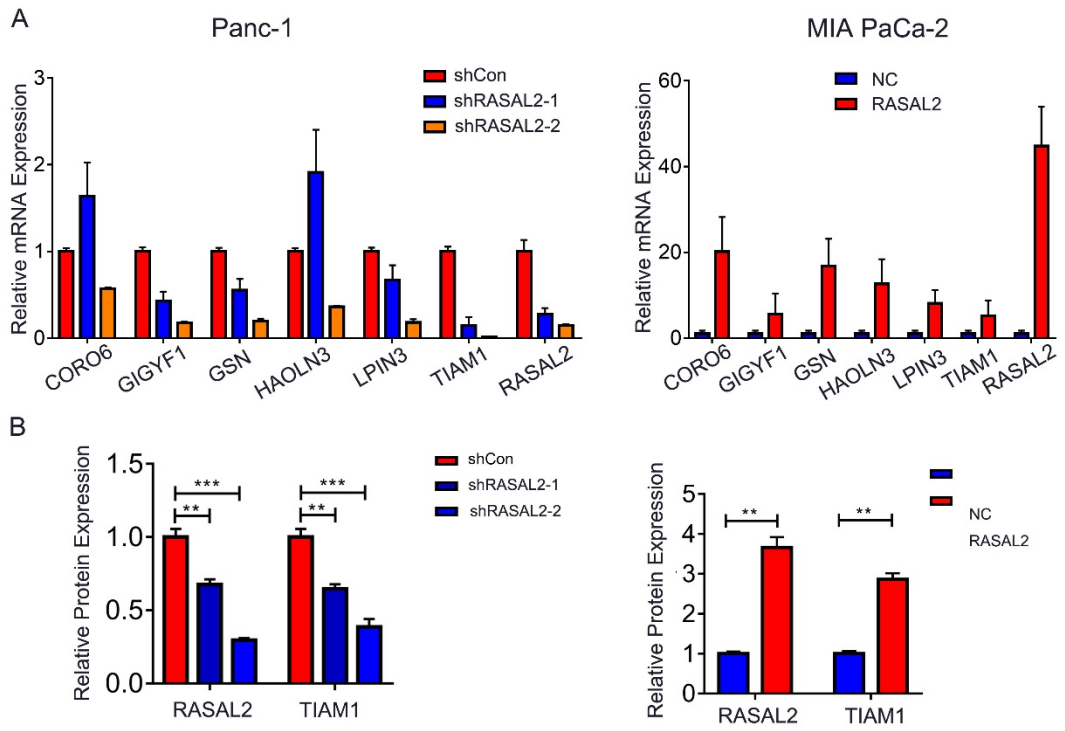 A
Panc-1
MIA PaCa-2
Relative mRNA Expression
3
2
1
0
shCon
shRASAL2-1
shRASAL2-2
CORO6
GIGYF1
GSN
HAOLN3
LPIN3
TIAM1
RASAL2
Relative mRNA Expression
60
40
20
0
NC
RASAL2
CORO6
GIGYF1
GSN
HAOLN3
LPIN3
TIAM1
RASAL2
B
Relative Protein Expression
1.5
1.0
0.5
0.0
***
**
***
**
shCon
shRASAL2-1
shRASAL2-2
RASAL2
TIAM1
Relative Protein Expression
5
4
3
2
1
0
**
**
NC
RASAL2
RASAL2
TIAM1